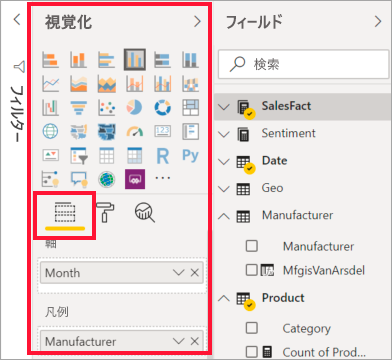 視覚化
フィルター
R
Py
...
軸
Month
凡例
Manufacturer
フィールド
検索
SalesFact
Sentiment
Date
Geo
Manufacturer
Manufacturer
MfgisVanArsdel
Product
Category
Count of Prod...